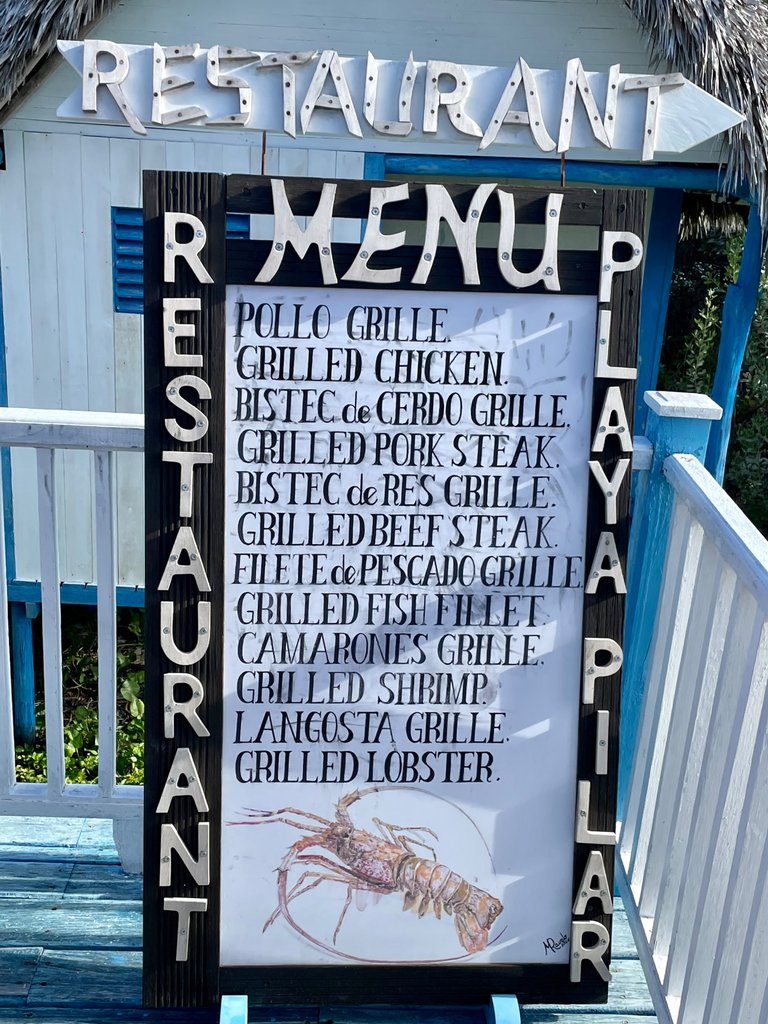 RESTAURANT
MENU
RESTAURANT
POLLO GRILLE.
GRILLED CHICKEN.
BISTEC de CERDO GRILLE.
GRILLED PORK STEAK.
BISTEC de RES GRILLE.
GRILLED BEEF STEAK.
FILETE de PESCADO GRILLE
GRILLED FISH FILLET.
CAMARONES GRILLE.
GRILLED SHRIMP.
LANGOSTA GRILLE.
GRILLED LOBSTER.
PLAYA PILAR